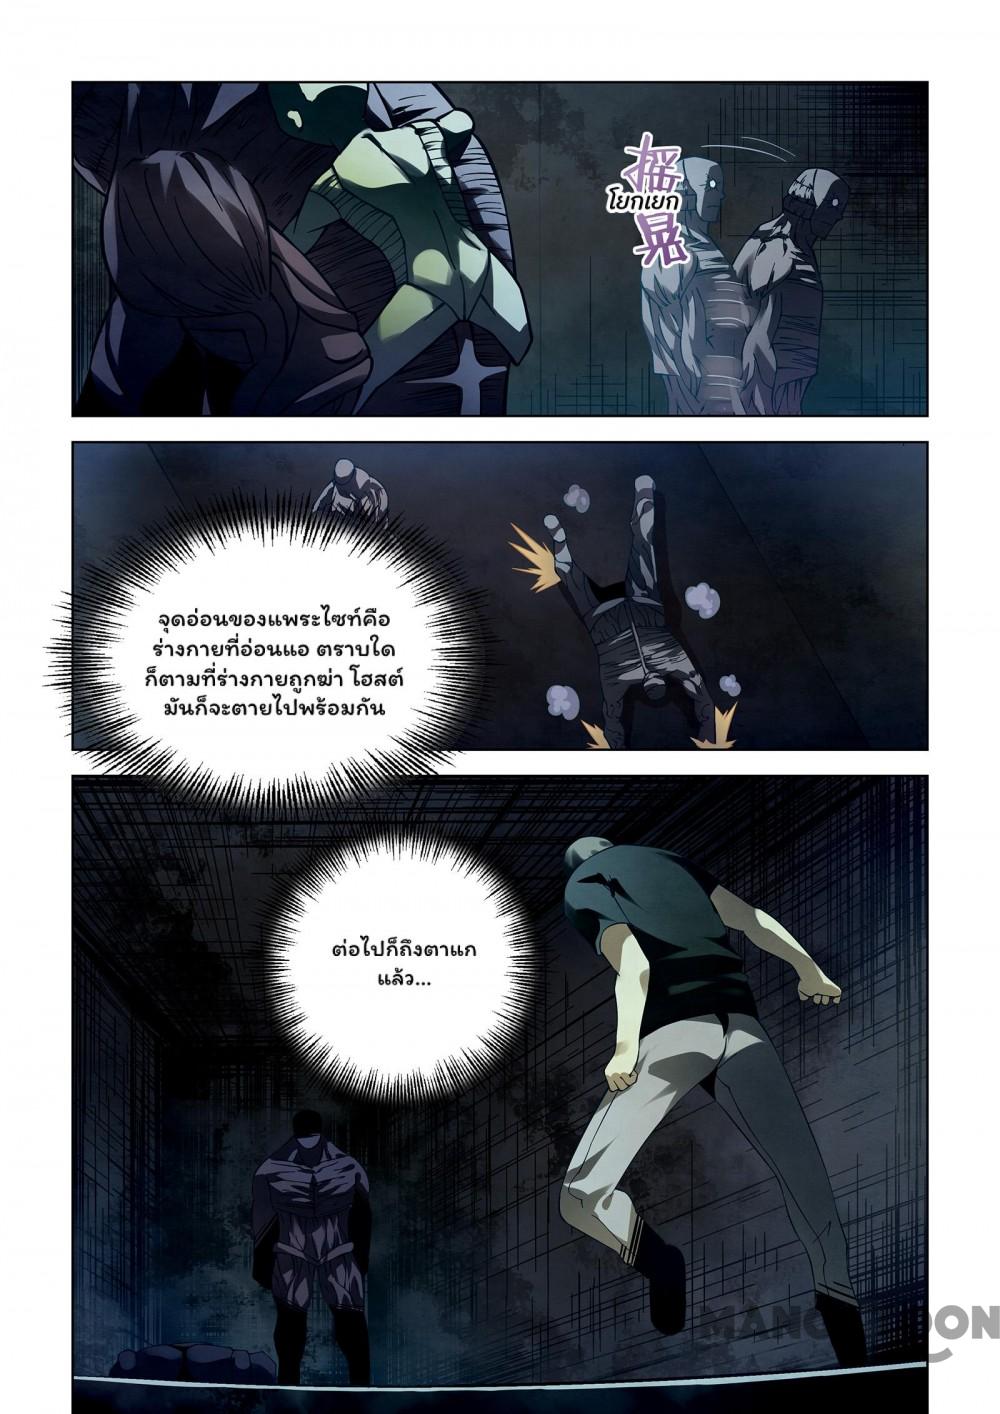 摇
โยกเยก
晃
จุดอ่อนของแพระไซท์คือ
ร่างกายที่อ่อนแอ ตราบใด
ก็ตามที่ร่างกายถูกฆ่า โฮสต์
มันก็จะตายไปพร้อมกัน
ต่อไปก็ถึงตาแก
แล้ว...